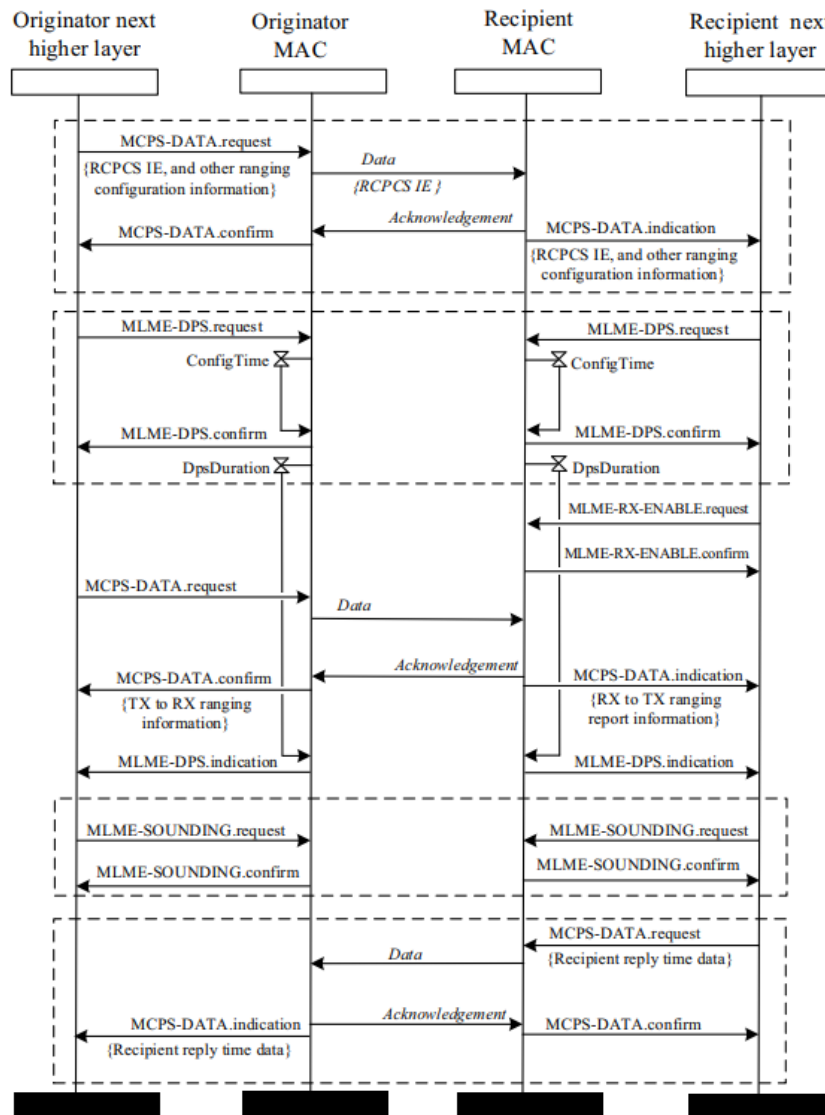 Originator next
higher layer
Originator
MAC
Recipient
MAC
Recipient next
higher layer
MCPS-DATA.request
{RCPCS IE, and other ranging
configuration information}
Data
{RCPCS IE }
Acknowledgement
MCPS-DATA.confirm
MCPS-DATA.indication
{RCPCS IE, and other ranging
configuration information}
MLME-DPS.request
MLME-DPS.request
ConfigTime
ConfigTime
MLME-DPS.confirm
MLME-DPS.confirm
DpsDuration
DpsDuration
MLME-RX-ENABLE.request
MLME-RX-ENABLE.confirm
MCPS-DATA.request
Data
Acknowledgement
MCPS-DATA.confirm
{TX to RX ranging
information}
MCPS-DATA.indication
{RX to TX ranging
report information}
MLME-DPS.indication
MLME-DPS.indication
MLME-SOUNDING.request
MLME-SOUNDING.request
MLME-SOUNDING.confirm
MLME-SOUNDING.confirm
MCPS-DATA.request
{Recipient reply time data}
Data
Acknowledgement
MCPS-DATA.indication
{Recipient reply time data}
MCPS-DATA.confirm